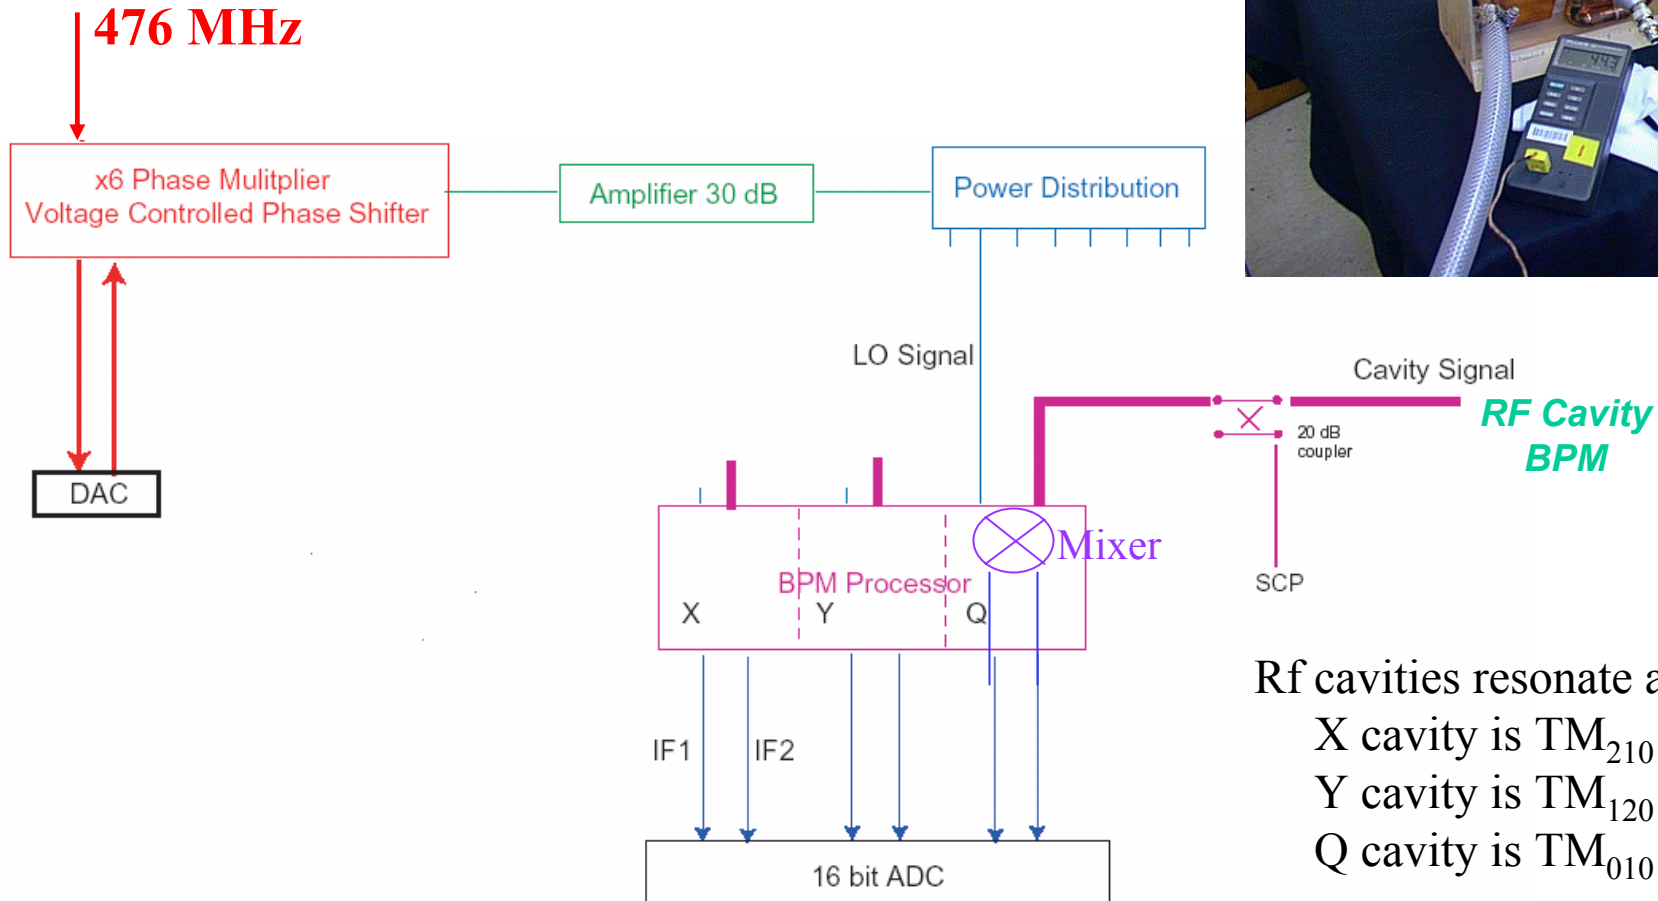 476 MHz
x6 Phase Mulitplier
Voltage Controlled Phase Shifter
Amplifier 30 dB
Power Distribution
LO Signal
Cavity Signal
RF Cavity
BPM
20 dB
coupler
DAC
Mixer
BPM Processor
X
Y
Q
SCP
IF1
IF2
Rf cavities resonate a
X cavity is TM210
Y cavity is TM120
Q cavity is TM010
16 bit ADC